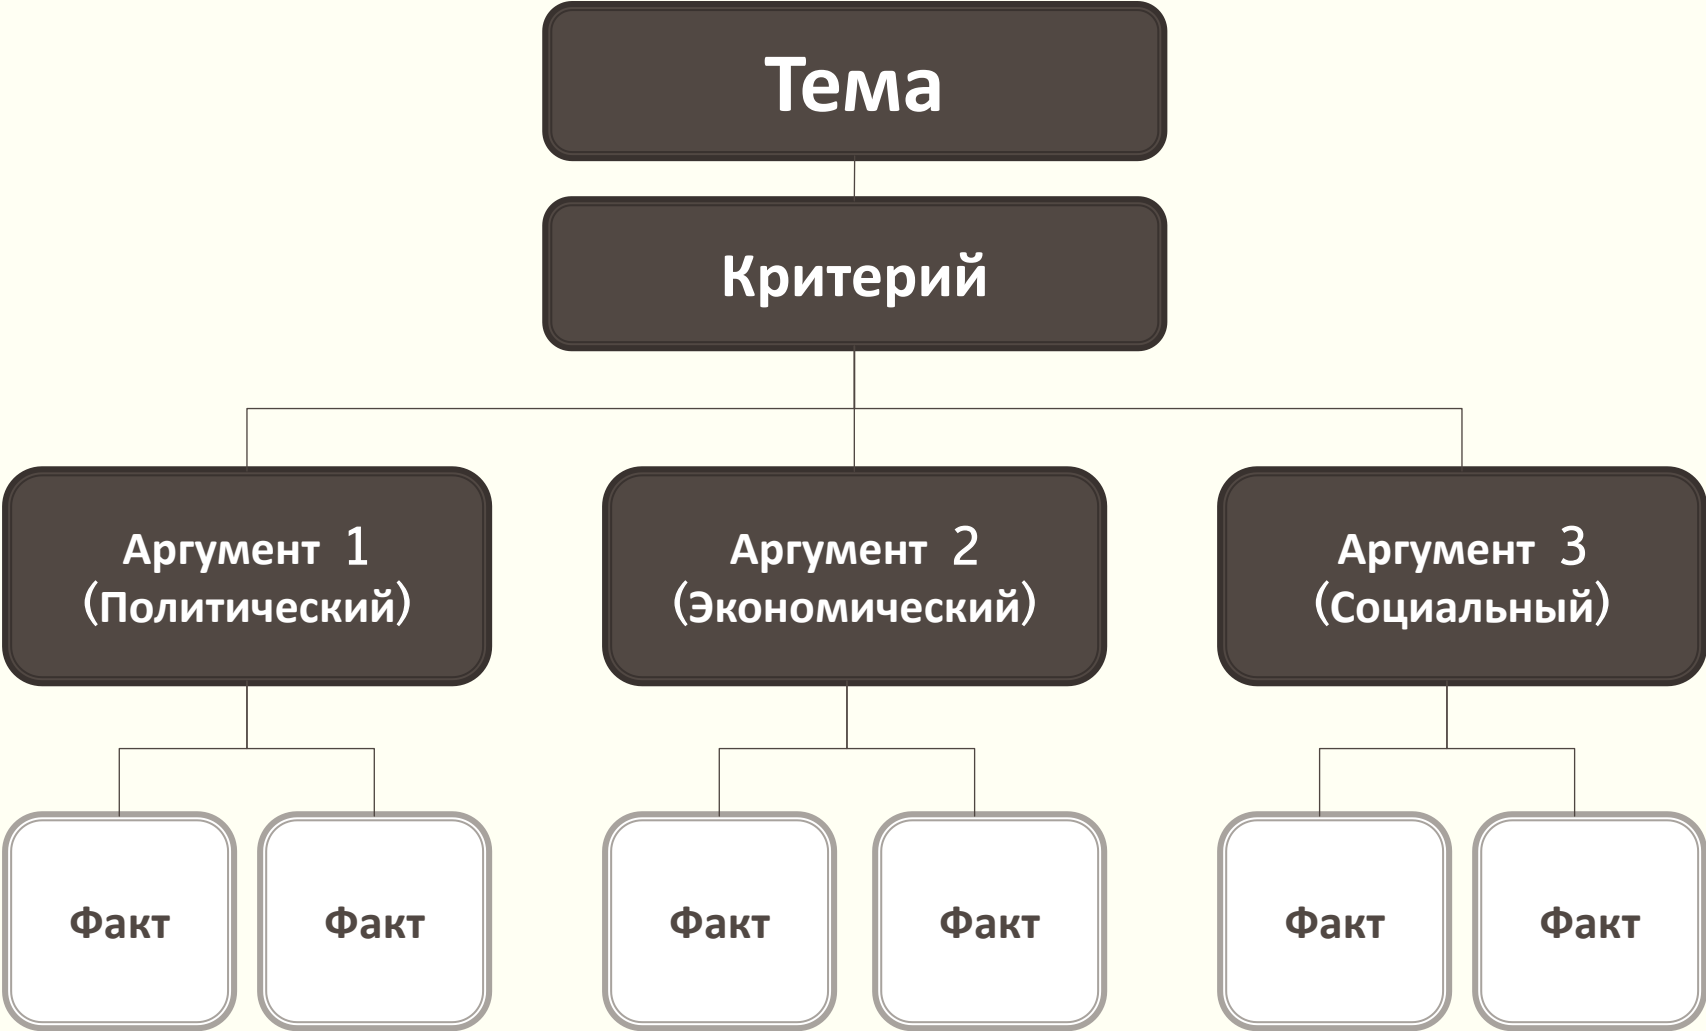 Тема
Критерий
Аргумент 1
(Политический)
Аргумент 2
(Экономический)
Аргумент 3
(Социальный)
Факт
Факт
Факт
Факт
Факт
Факт